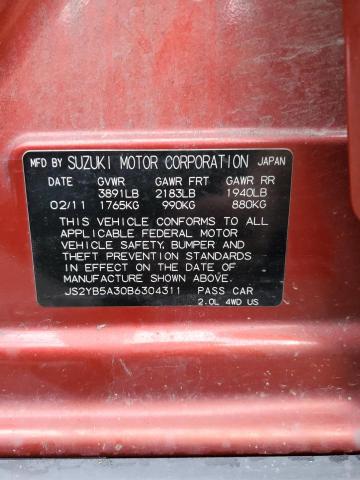 MFD BY SUZUKI MOTOR CORPORATION JAPAN
DATE GVWR GAWR FRT GAWR RR
3891LB 2183LB 1940LB
02/11 1765KG 990KG 880KG
THIS VEHICLE CONFORMS TO ALL
APPLICABLE FEDERAL MOTOR
VEHICLE SAFETY, BUMPER AND
THEFT PREVENTION STANDARDS
IN EFFECT ON THE DATE OF
MANUFACTURE SHOWN ABOVE.
JS2YB5A30B6304311 PASS CAR
2.0L 4WD US